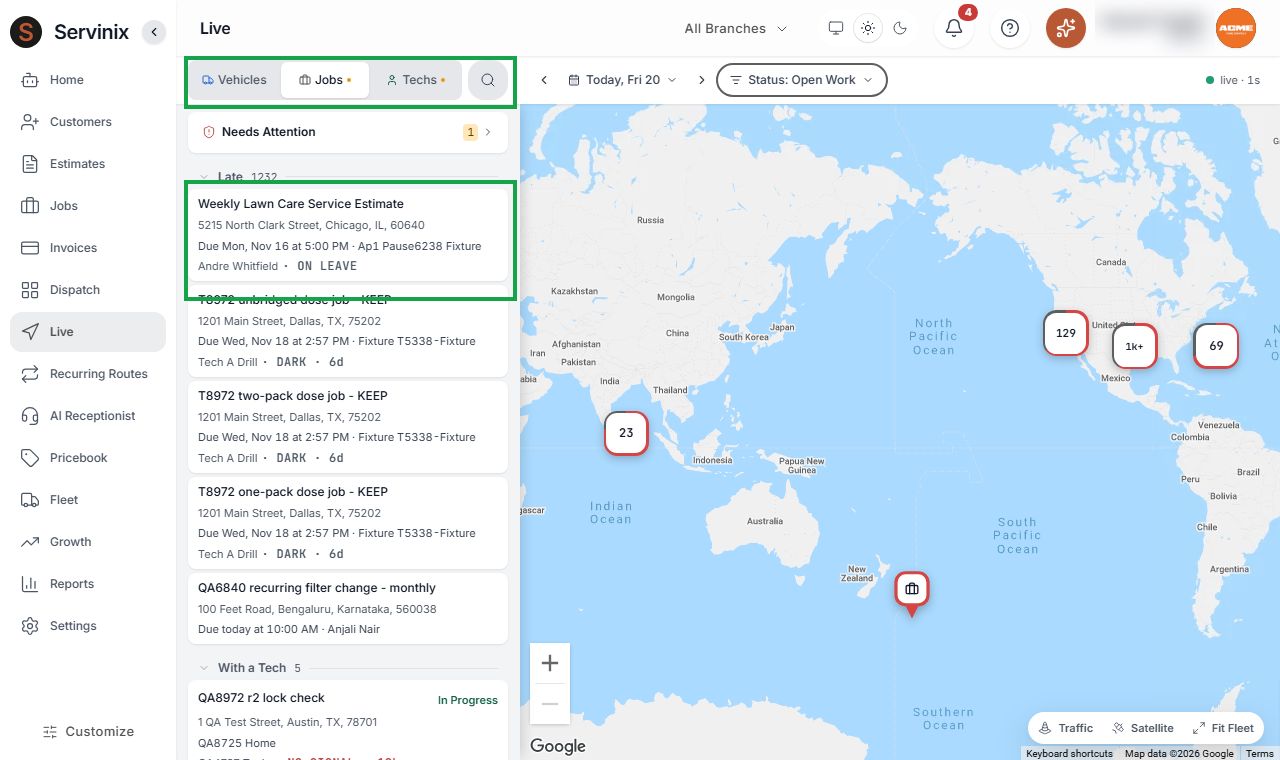 S Servinix
Home
Customers
Estimates
Jobs
Invoices
Dispatch
Live
Recurring Routes
AI Receptionist
Pricebook
Fleet
Growth
Reports
Settings
Customize
Live
All Branches
4
ACME
Vehicles
Jobs
Techs
Today, Fri 20
Status: Open Work
live · 1s
Needs Attention 1
Late 1232
Weekly Lawn Care Service Estimate
5215 North Clark Street, Chicago, IL, 60640
Due Mon, Nov 16 at 5:00 PM · Ap1 Pause6238 Fixture
Andre Whitfield · ON LEAVE
T8972 unbridged dose job - KEEP
1201 Main Street, Dallas, TX, 75202
Due Wed, Nov 18 at 2:57 PM · Fixture T5338-Fixture
Tech A Drill · DARK · 6d
T8972 two-pack dose job - KEEP
1201 Main Street, Dallas, TX, 75202
Due Wed, Nov 18 at 2:57 PM · Fixture T5338-Fixture
Tech A Drill · DARK · 6d
T8972 one-pack dose job - KEEP
1201 Main Street, Dallas, TX, 75202
Due Wed, Nov 18 at 2:57 PM · Fixture T5338-Fixture
Tech A Drill · DARK · 6d
QA6840 recurring filter change - monthly
100 Feet Road, Bengaluru, Karnataka, 560038
Due today at 10:00 AM · Anjali Nair
With a Tech 5
QA8972 r2 lock check
In Progress
1 QA Test Street, Austin, TX, 78701
QA8725 Home
Russia
Canada
Kazakhstan
Mongolia
North
Pacific
Ocean
129
United
1k+
69
China
Japan
South Korea
Afghanistan
Iran
Pakistan
India
Thailand
Mexico
23
Venezuela
Colombia
Indonesia
Papua New
Guinea
Brazil
Peru
Bolivia
Indian
Ocean
Australia
South
Pacific
Ocean
Chile
Argentina
New
Zealand
Southern
Ocean
Traffic
Satellite
Fit Fleet
Google
Keyboard shortcuts
Map data ©2026 Google
Terms